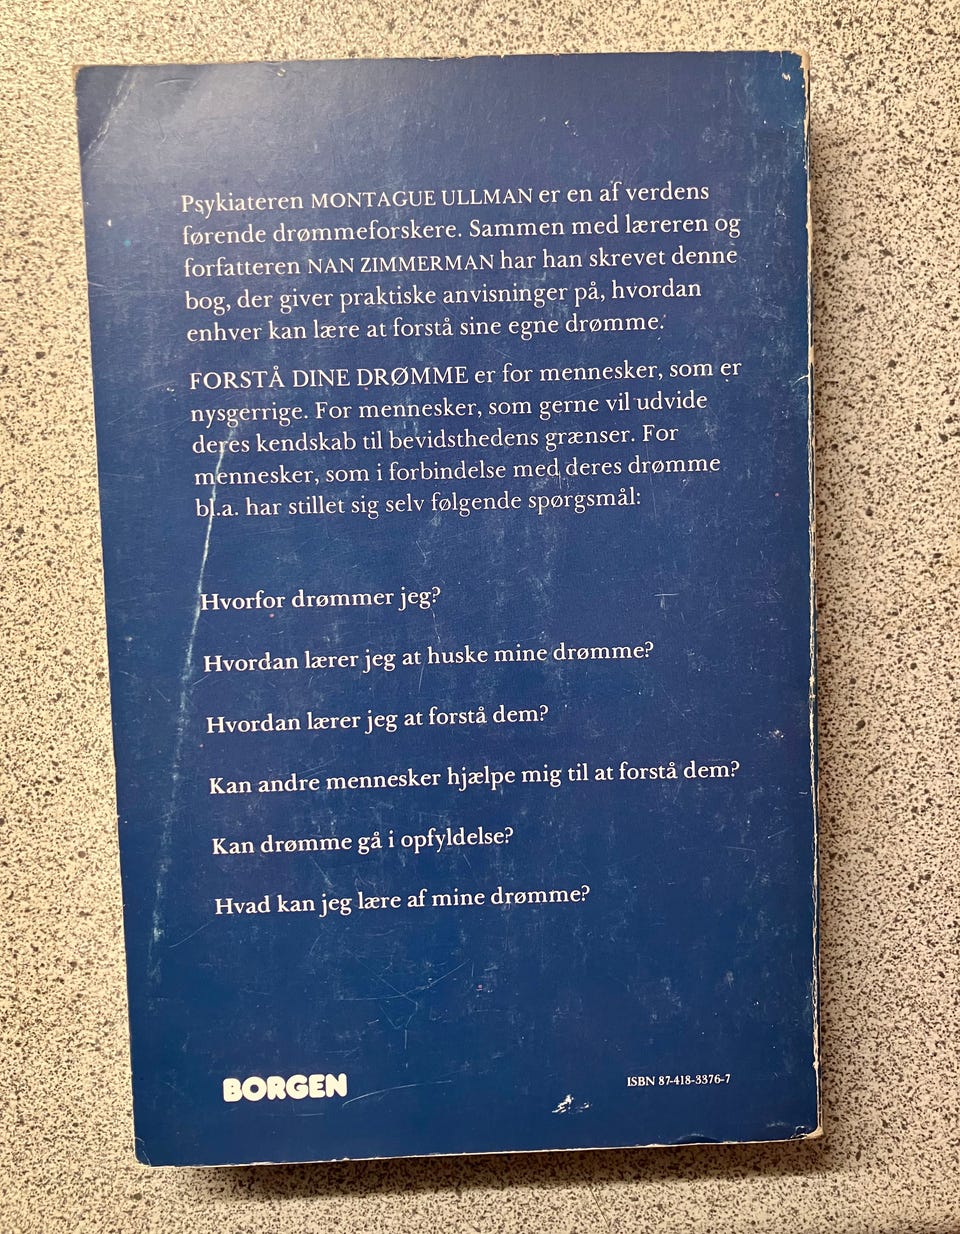 Psykiateren MONTAGUE ULLMAN er en af verdens
førende drømmeforskere. Sammen med læreren og
forfatteren NAN ZIMMERMAN har han skrevet denne
bog, der giver praktiske anvisninger på, hvordan
enhver kan lære at forstå sine egne drømme.
FORSTÅ DINE DRØMME er for mennesker, som er
nysgerrige. For mennesker, som gerne vil udvide
deres kendskab til bevidsthedens grænser. For
mennesker, som i forbindelse med deres drømme
bl.a. har stillet sig selv følgende spørgsmål:
Hvorfor drømmer jeg?
Hvordan lærer jeg at huske mine drømme?
Hvordan lærer jeg at forstå dem?
Kan andre mennesker hjælpe mig til at forstå dem?
Kan drømme gå i opfyldelse?
Hvad kan jeg lære af mine drømme?
BORGEN
ISBN 87-418-3376-7